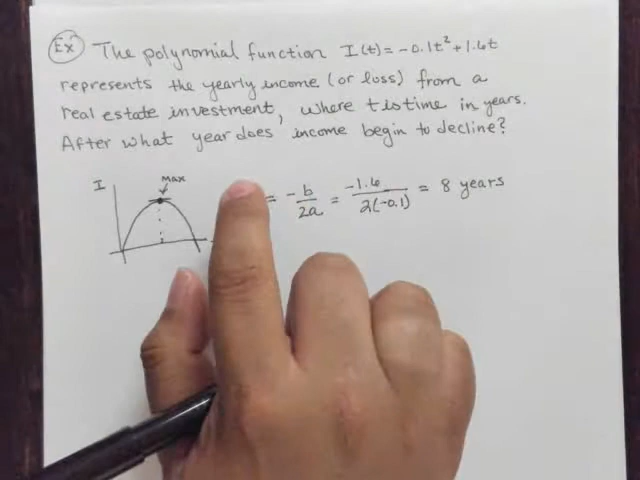 Ex The polynomial function I(t) = -0.1t² + 1.6t
represents the yearly income (or loss) from a
real estate investment, where t is time in years.
After what year does income begin to decline?
I
MAX
= -b/2a = -1.6/2(-0.1) = 8 years